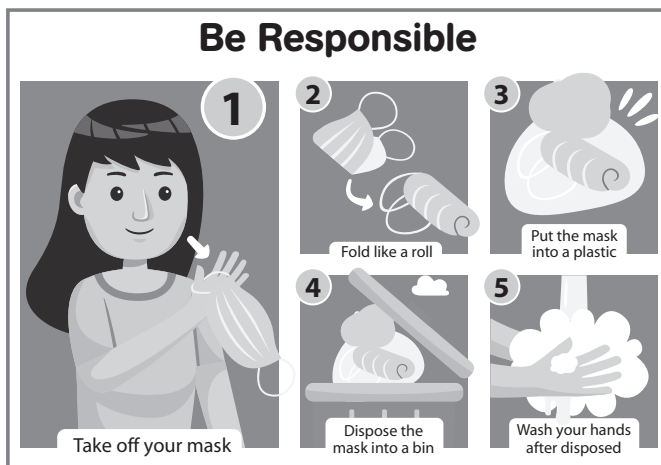 Be Responsible
1
Take off your mask
2
Fold like a roll
3
Put the mask
into a plastic
4
Dispose the
mask into a bin
5
Wash your hands
after disposed